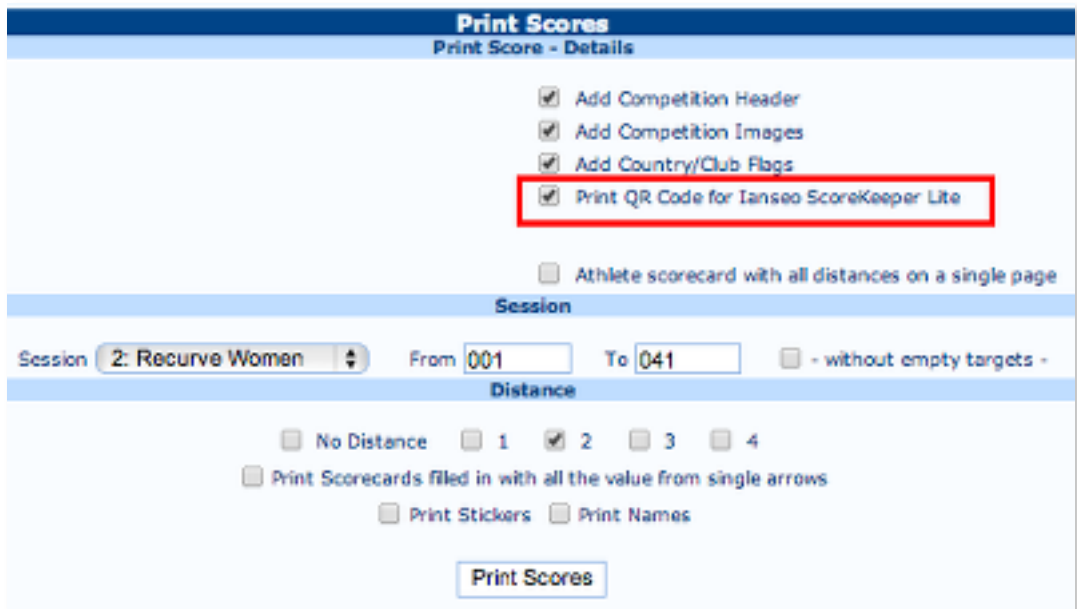 Print Scores
Print Score - Details
Add Competition Header
Add Competition Images
Add Country/Club Flags
Print QR Code for Ianseo ScoreKeeper Lite
Athlete scorecard with all distances on a single page
Session
Session 2: Recurve Women From 001 To 041 - without empty targets -
Distance
No Distance 1 2 3 4
Print Scorecards filled in with all the value from single arrows
Print Stickers Print Names
Print Scores